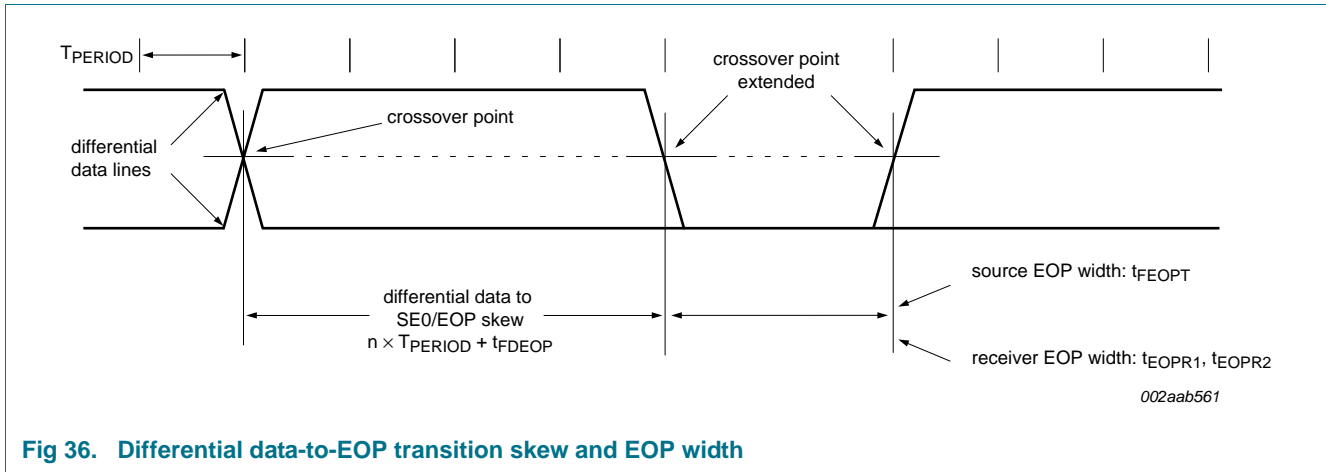 TPERIOD
crossover point
extended
crossover point
differential
data lines
source EOP width: tFEOPT
differential data to
SE0/EOP skew
n × TPERIOD + tFDEOP
receiver EOP width: tEOPR1, tEOPR2
002aab561
Fig 36. Differential data-to-EOP transition skew and EOP width